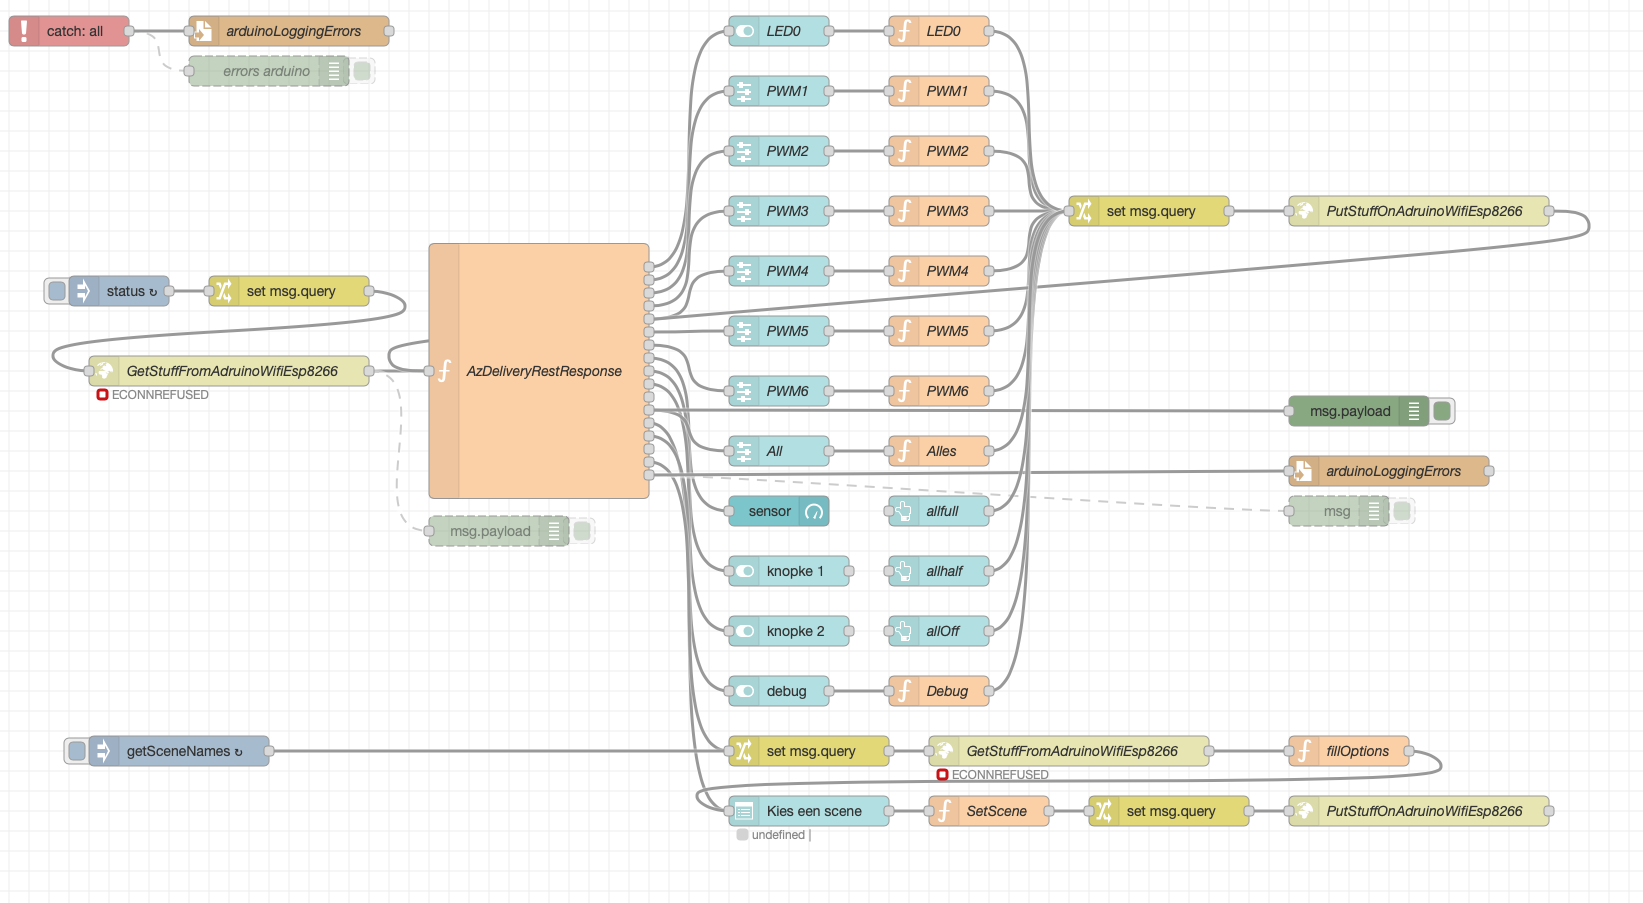 catch: all
arduinoLoggingErrors
errors arduino
LED0
LED0
PWM1
PWM1
PWM2
PWM2
PWM3
PWM3
set msg.query
PutStuffOnAdruinoWifiEsp8266
PWM4
PWM4
status ↻
set msg.query
PWM5
PWM5
GetStuffFromAdruinoWifiEsp8266
ECONNREFUSED
AzDeliveryRestResponse
PWM6
PWM6
msg.payload
All
Alles
arduinoLoggingErrors
sensor
allfull
msg
msg.payload
knopke 1
allhalf
knopke 2
allOff
debug
Debug
getSceneNames ↻
set msg.query
GetStuffFromAdruinoWifiEsp8266
ECONNREFUSED
fillOptions
Kies een scene
undefined |
SetScene
set msg.query
PutStuffOnAdruinoWifiEsp8266